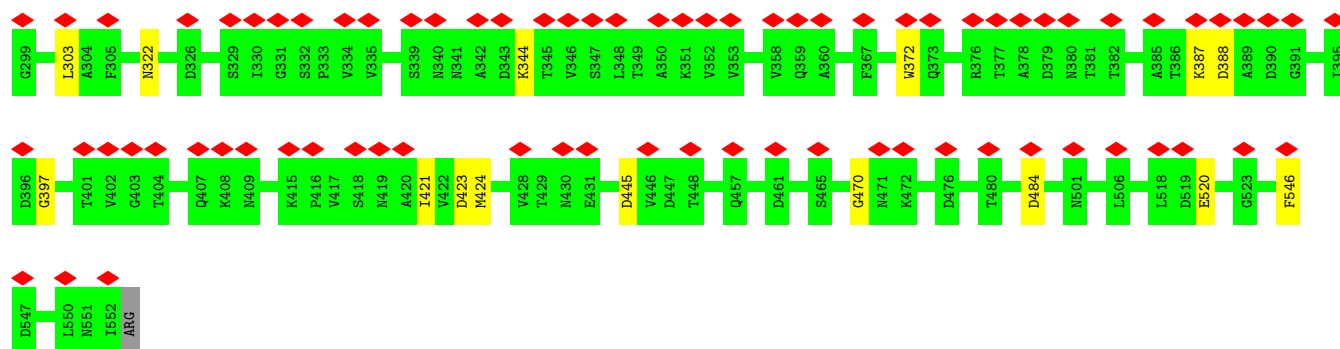 G299 L303 A304 F305 N322 D326 S329 I330 G331 S332 P333 V334 V335 S339 N340 N341 A342 D343 K344 T345 V346 S347 L348 T349 A350 K351 V352 V353 V358 Q359 A360 F367 W372 Q373 R376 T377 A378 D379 N380 T381 T382 A385 T386 K387 D388 A389 D390 G391 I395
D396 G397 T401 V402 G403 T404 Q407 K408 N409 K415 P416 V417 S418 N419 A420 I421 V422 D423 M424 V428 T429 N430 E431 D445 V446 D447 T448 Q457 D461 S465 G470 N471 K472 D476 T480 D484 N501 L506 L518 D519 E520 G523 F546
D547 L550 N551 I552 ARG